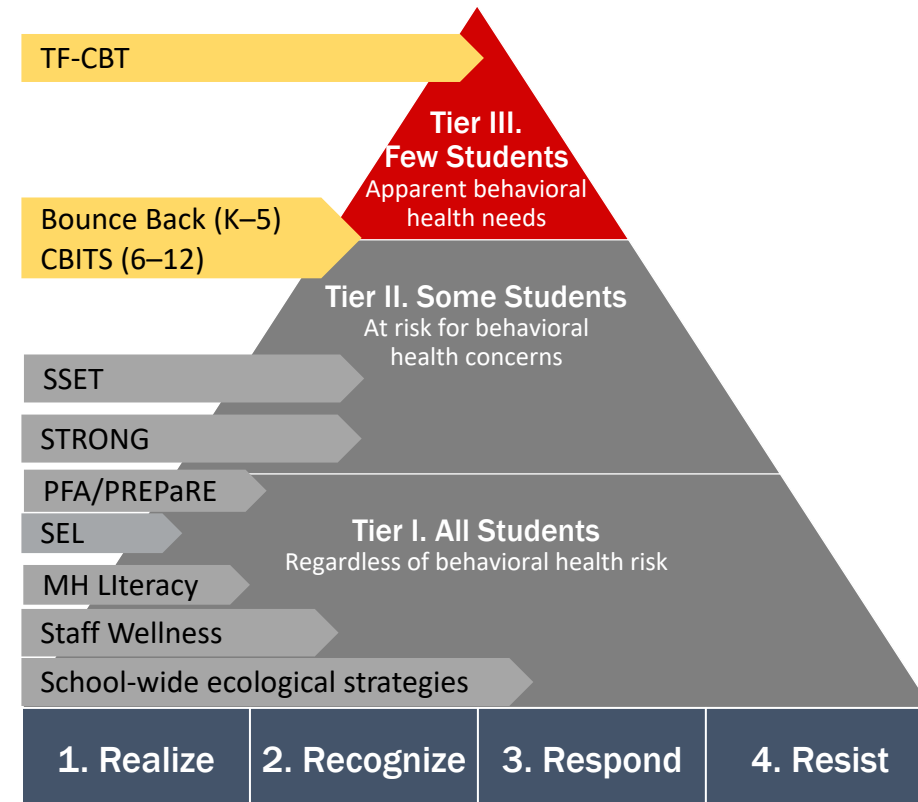 TF-CBT
Tier III.
Few Students
Apparent behavioral
health needs
Bounce Back (K–5)
CBITS (6–12)
Tier II. Some Students
At risk for behavioral
health concerns
SSET
STRONG
PFA/PREPaRE
SEL
Tier I. All Students
Regardless of behavioral health risk
MH LIteracy
Staff Wellness
School-wide ecological strategies
1. Realize
2. Recognize
3. Respond
4. Resist